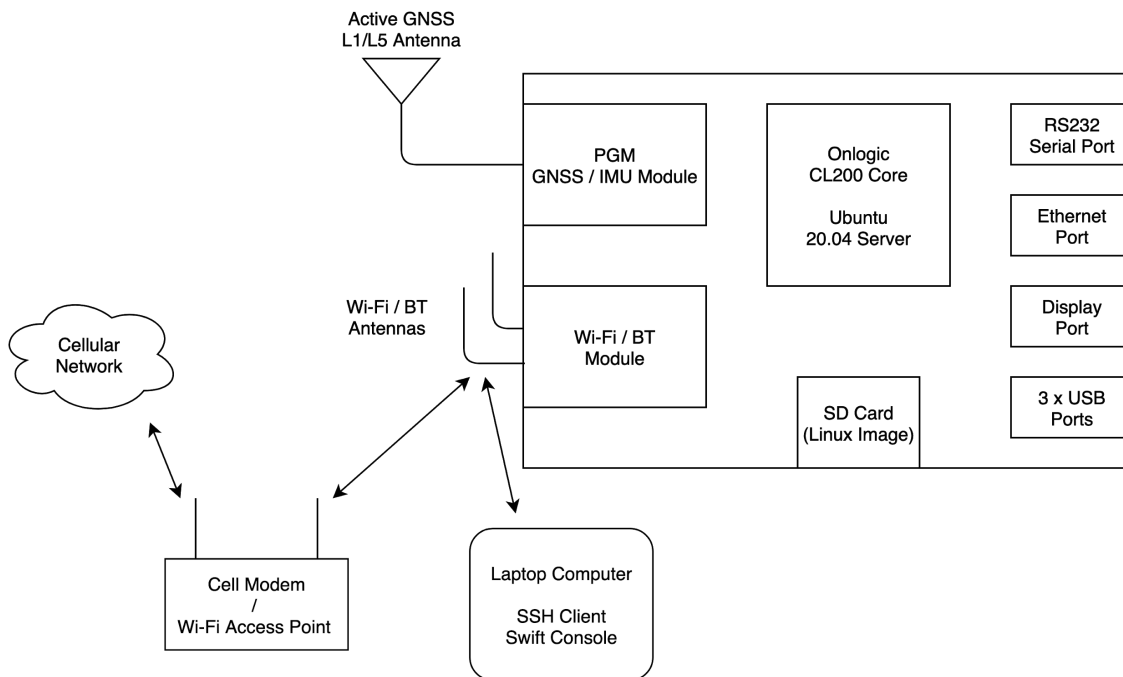 Active GNSS
L1/L5 Antenna
PGM
GNSS / IMU Module
Onlogic
CL200 Core
Ubuntu
20.04 Server
RS232
Serial Port
Ethernet
Port
Display
Port
3 x USB
Ports
Wi-Fi / BT
Antennas
Wi-Fi / BT
Module
SD Card
(Linux Image)
Cellular
Network
Cell Modem
/
Wi-Fi Access Point
Laptop Computer
SSH Client
Swift Console